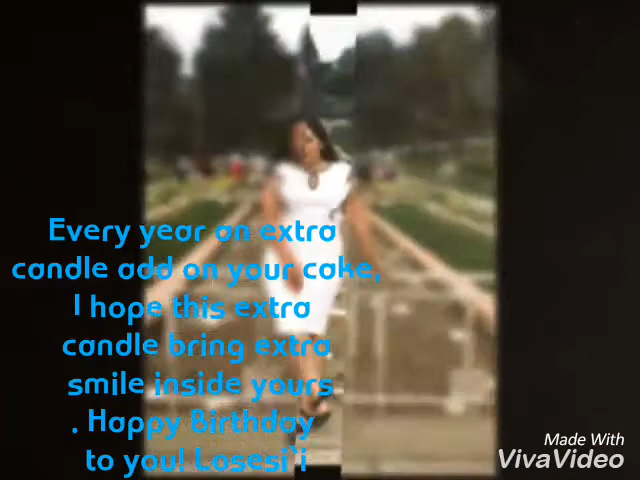 Every year an extra
candle add on your cake,
I hope this extra
candle bring extra
smile inside yours
. Happy Birthday
to you! Losesi`i
Made With
VivaVideo